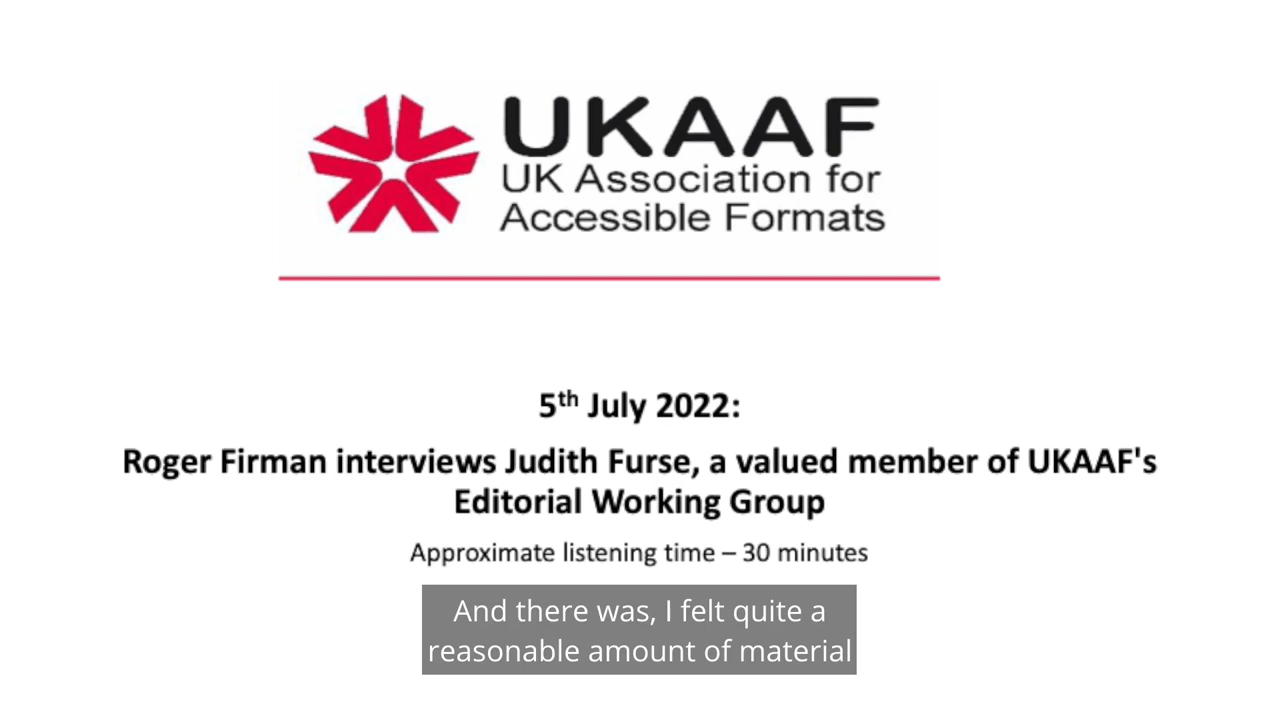 UKAAF
UK Association for
Accessible Formats
5th July 2022:
Roger Firman interviews Judith Furse, a valued member of UKAAF's
Editorial Working Group
Approximate listening time – 30 minutes
And there was, I felt quite a
reasonable amount of material